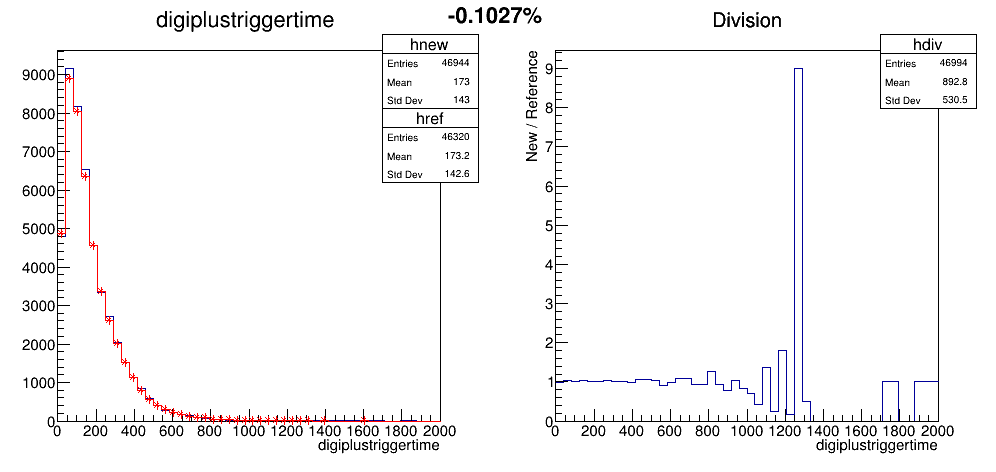 -0.1027%
digiplustriggertime
hnew
Entries 46944
Mean 173
Std Dev 143
href
Entries 46320
Mean 173.2
Std Dev 142.6
9000
8000
7000
6000
5000
4000
3000
2000
1000
0
0 200 400 600 800 1000 1200 1400 1600 1800 2000
digiplustriggertime
Division
hdiv
Entries 46994
Mean 892.8
Std Dev 530.5
New / Reference
9
8
7
6
5
4
3
2
1
0
0 200 400 600 800 1000 1200 1400 1600 1800 2000
digiplustriggertime